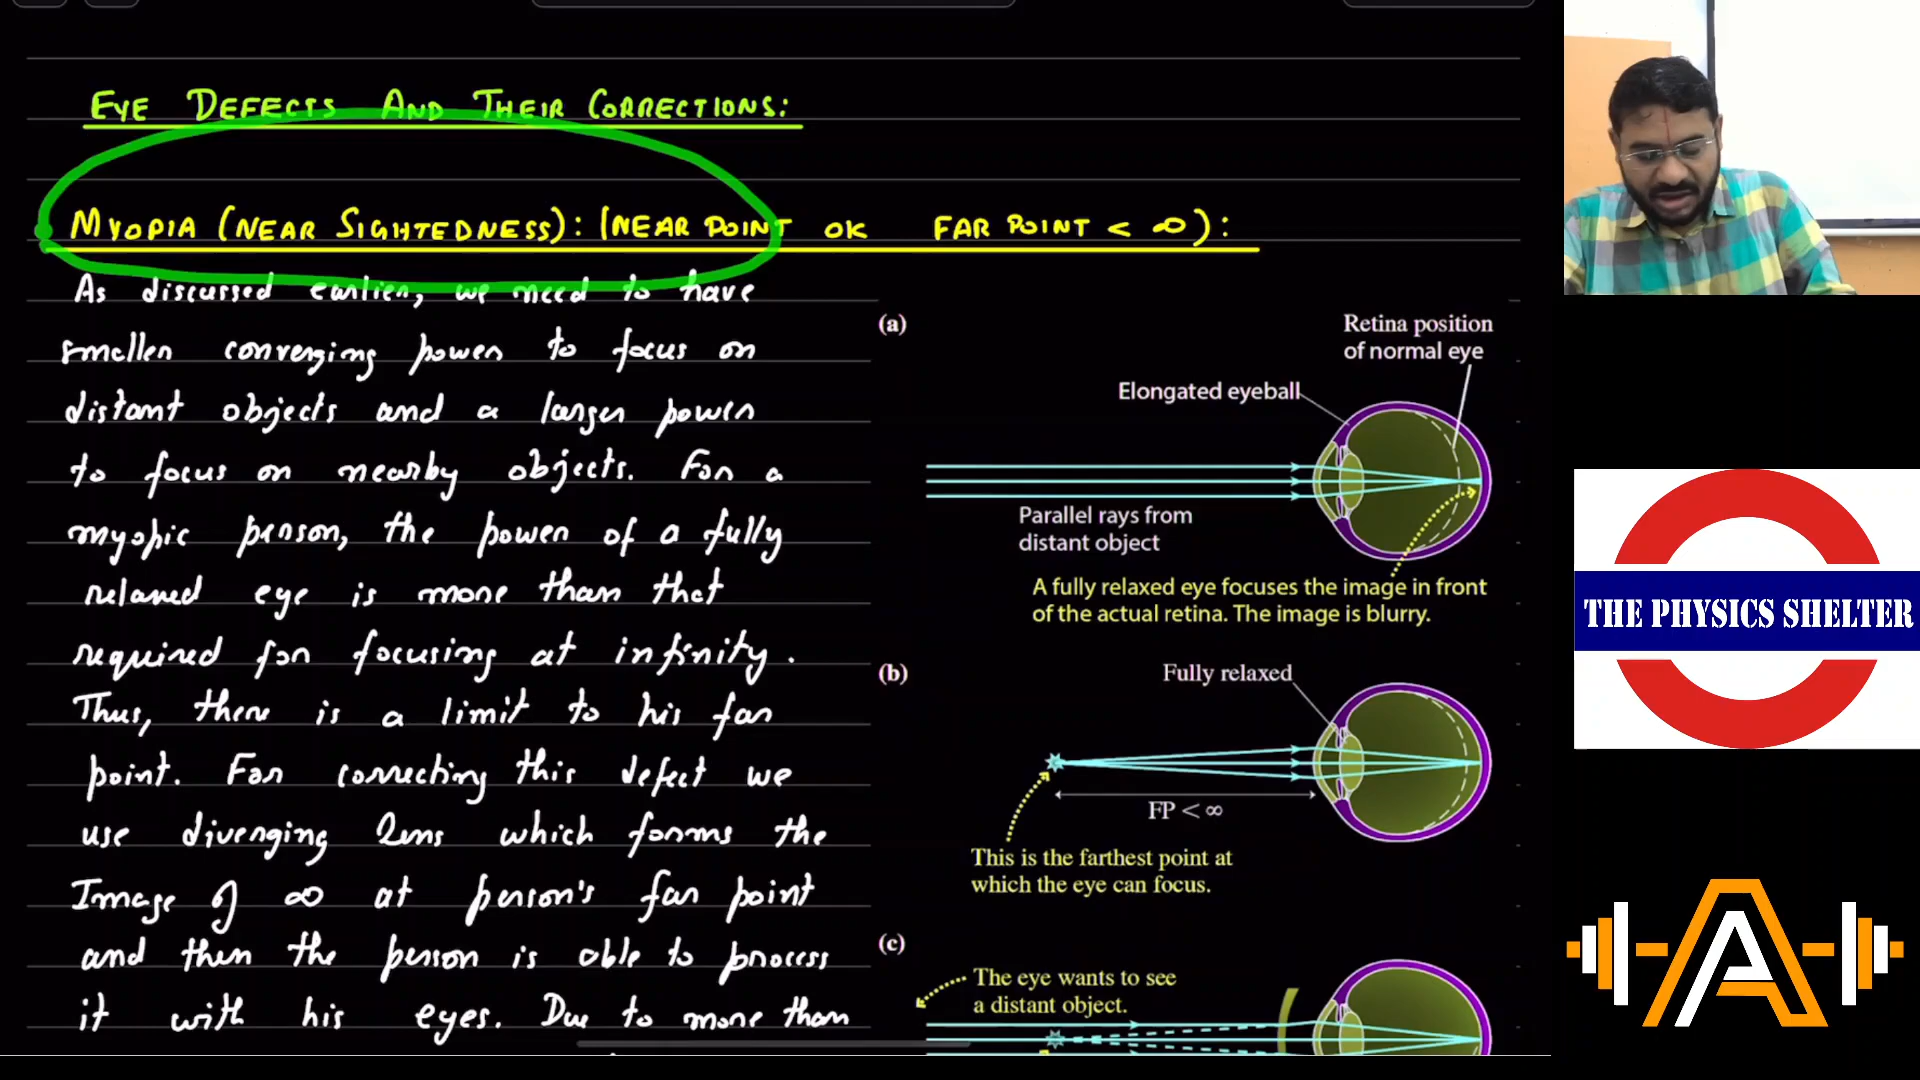 EYE DEFECTS AND THEIR CORRECTIONS:
MYOPIA (NEAR SIGHTEDNESS): (NEAR POINT OK FAR POINT < ∞):
As discussed earlier, we need to have
smaller converging power to focus on
distant objects and a larger power
to focus on nearby objects. For a
myopic person, the power of a fully
relaxed eye is more than that
required for focusing at infinity.
Thus, there is a limit to his far
point. For correcting this defect we
use diverging lens which forms the
Image of ∞ at person's far point
and then the person is able to process
it with his eyes. Due to more than
(a)
Retina position
of normal eye
Elongated eyeball
Parallel rays from
distant object
A fully relaxed eye focuses the image in front
of the actual retina. The image is blurry.
(b)
Fully relaxed
FP < ∞
This is the farthest point at
which the eye can focus.
(c)
The eye wants to see
a distant object.
THE PHYSICS SHELTER